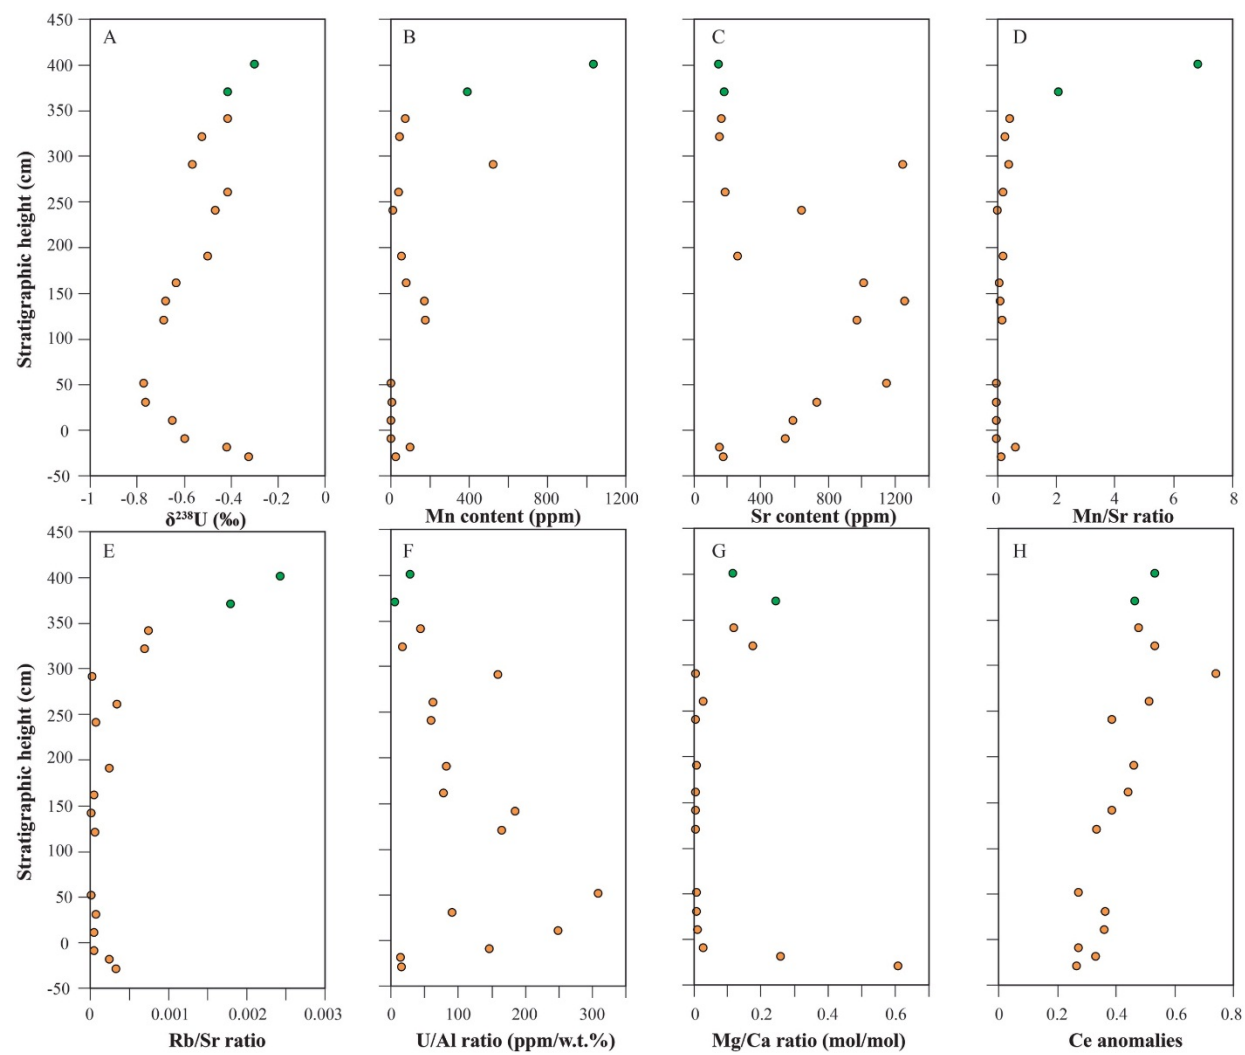 A
B
C
D
450
400
350
300
250
200
150
100
50
0
-50
Stratigraphic height (cm)
-1 -0.8 -0.6 -0.4 -0.2 0
δ²³⁸U (‰)
0 400 800 1200
Mn content (ppm)
0 400 800 1200
Sr content (ppm)
0 2 4 6 8
Mn/Sr ratio
E
F
G
H
450
400
350
300
250
200
150
100
50
0
-50
Stratigraphic height (cm)
0 0.001 0.002 0.003
Rb/Sr ratio
0 100 200 300
U/Al ratio (ppm/w.t.%)
0 0.2 0.4 0.6
Mg/Ca ratio (mol/mol)
0 0.2 0.4 0.6 0.8
Ce anomalies